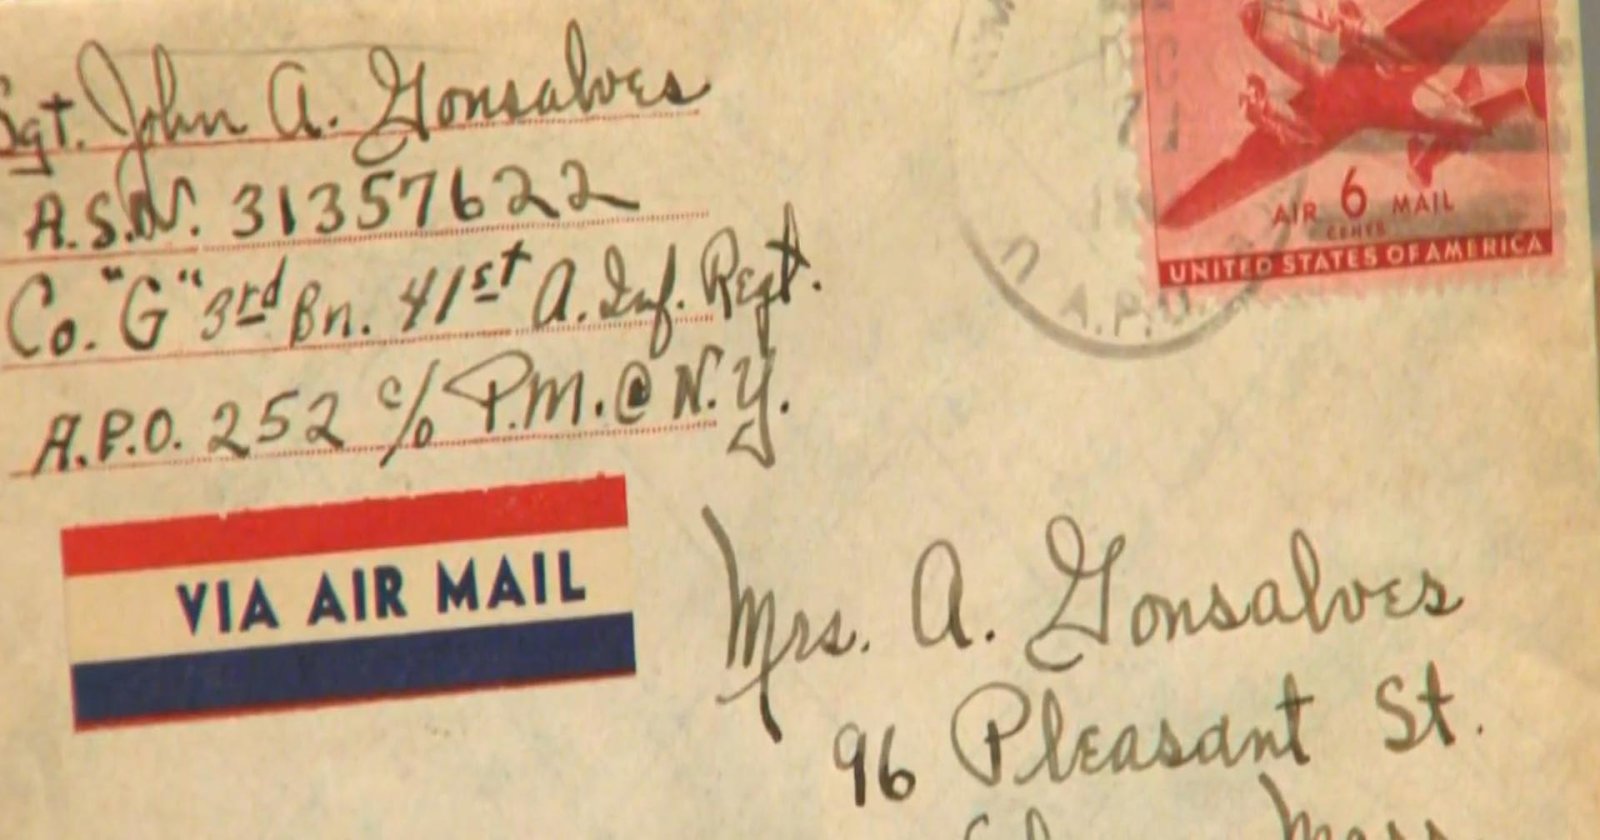 Sgt. John A. Gonsalves
A.S.N. 31357622
Co. "G" 3rd Bn. 41st A. Inf. Regt.
A.P.O. 252 c/o P.M. @ N.Y.
AIR 6 MAIL
CENTS
UNITED STATES OF AMERICA
A.P.O.
VIA AIR MAIL
Mrs. A. Gonsalves
96 Pleasant St.
Mass